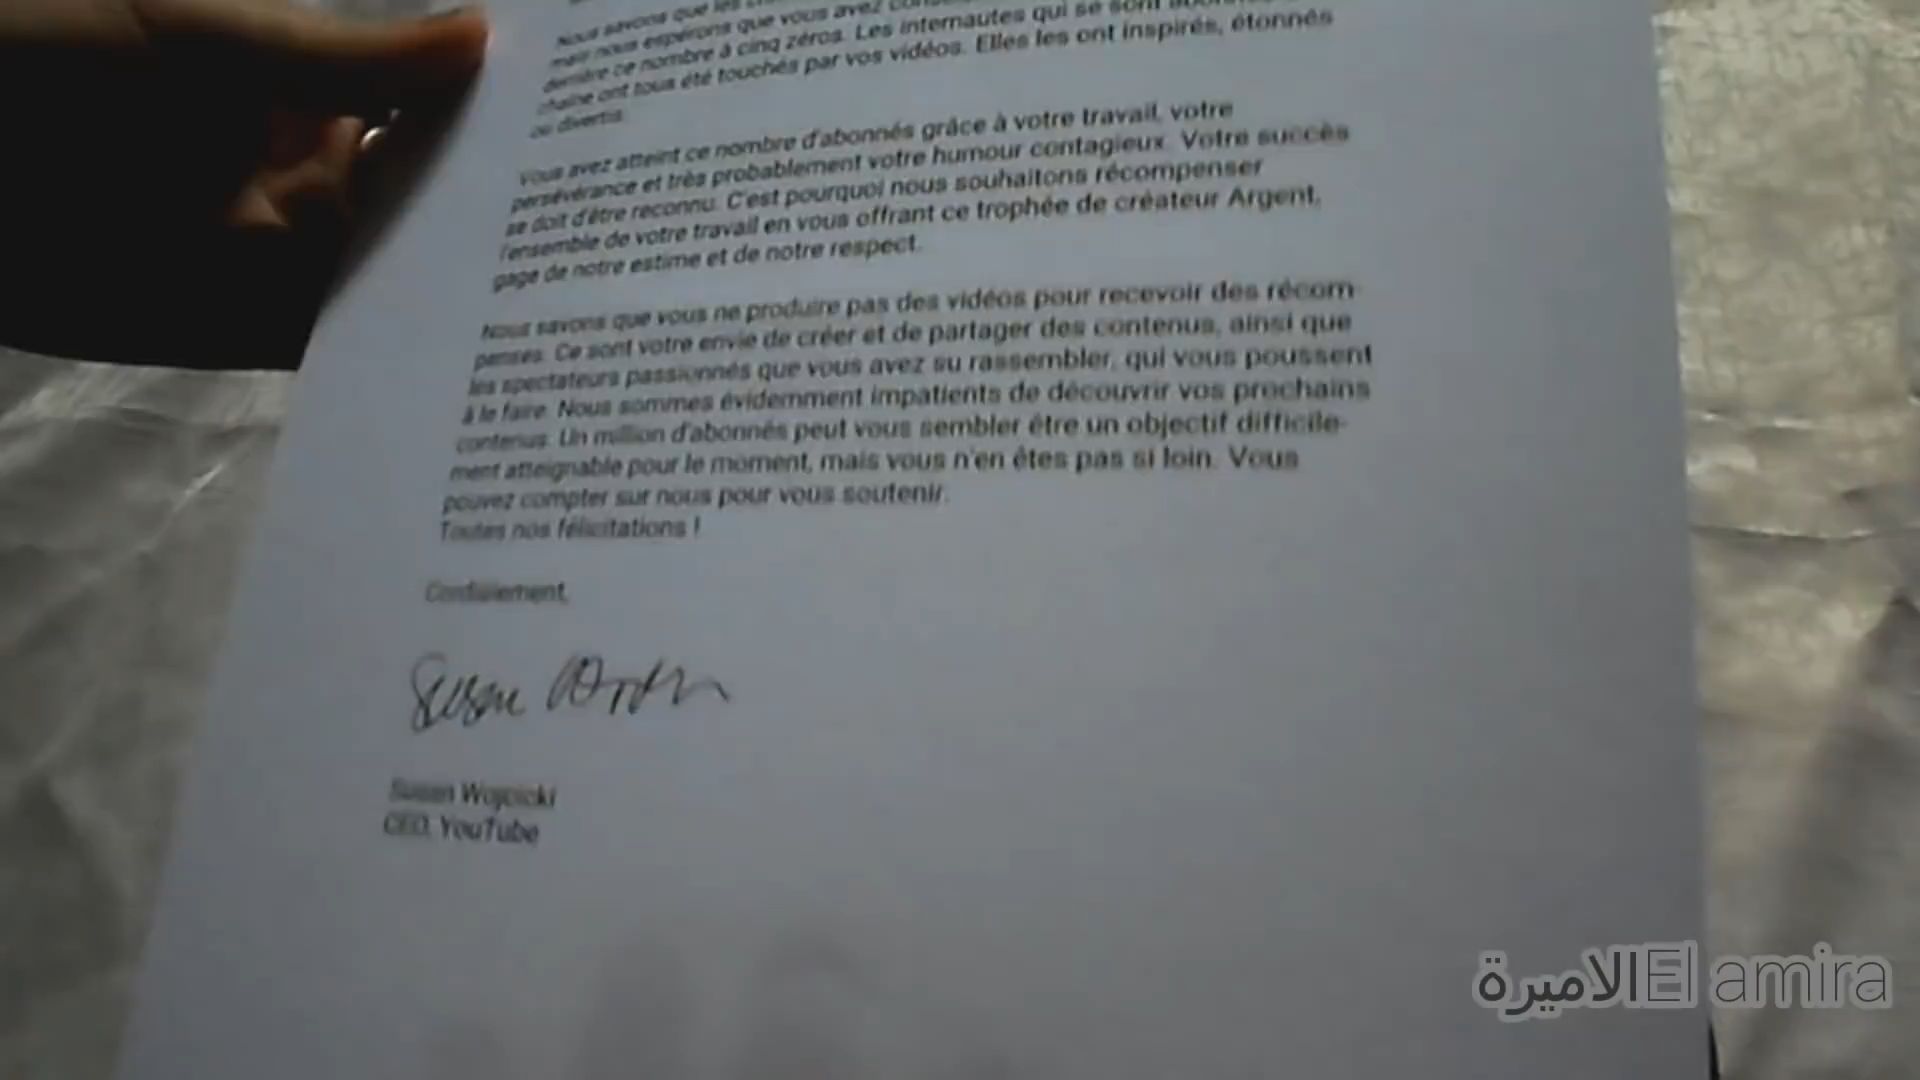 Nous savons que les
mais nous espérons que vous avez
derrière ce nombre à cinq zéros. Les internautes qui se sont
chaîne ont tous été touchés par vos vidéos. Elles les ont inspirés, étonnés
ou divertis.
Vous avez atteint ce nombre d'abonnés grâce à votre travail, votre
persévérance et très probablement votre humour contagieux. Votre succès
se doit d'être reconnu. C'est pourquoi nous souhaitons récompenser
l'ensemble de votre travail en vous offrant ce trophée de créateur Argent,
gage de notre estime et de notre respect.
Nous savons que vous ne produire pas des vidéos pour recevoir des récom-
penses. Ce sont votre envie de créer et de partager des contenus, ainsi que
les spectateurs passionnés que vous avez su rassembler, qui vous poussent
à le faire. Nous sommes évidemment impatients de découvrir vos prochains
contenus. Un million d'abonnés peut vous sembler être un objectif difficile-
ment atteignable pour le moment, mais vous n'en êtes pas si loin. Vous
pouvez compter sur nous pour vous soutenir.
Toutes nos félicitations !
Cordialement,
Susan Wojcicki
CEO, YouTube
الاميرة El amira